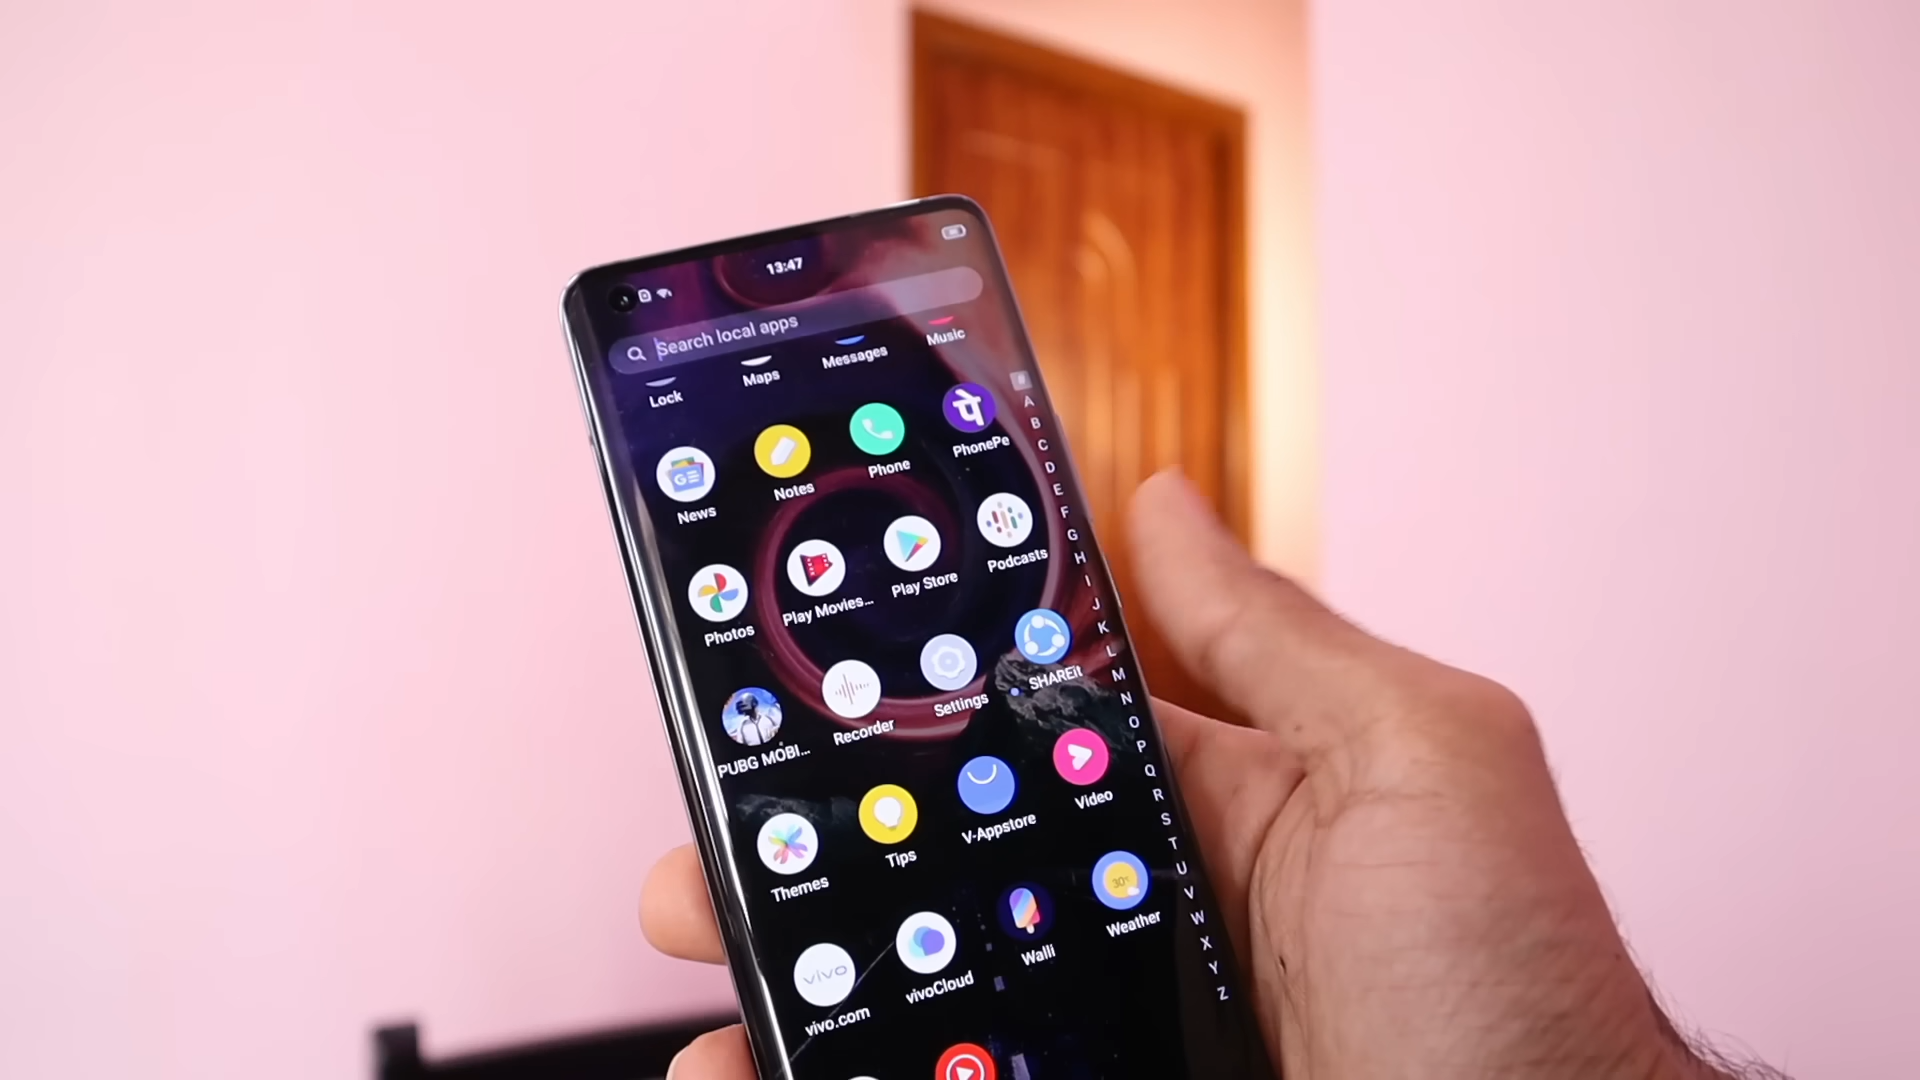 13:47
Search local apps
Lock
Maps
Messages
Music
News
Notes
Phone
पे
PhonePe
Photos
Play Movies...
Play Store
Podcasts
PUBG MOBI...
Recorder
Settings
SHAREit
Themes
Tips
V-Appstore
Video
vivo
vivo.com
vivoCloud
Walli
30°
Weather
#
A
B
C
D
E
F
G
H
I
J
K
L
M
N
O
P
Q
R
S
T
U
V
W
X
Y
Z